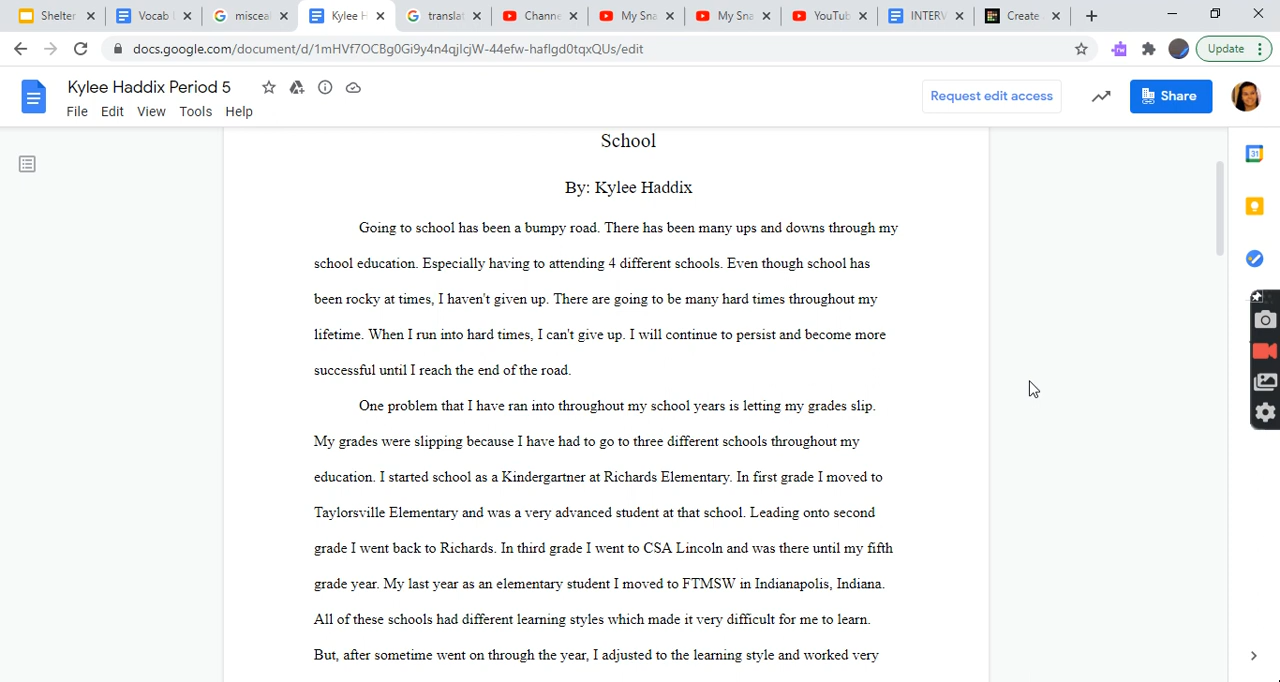 Shelter
Vocab
misceal
Kylee H
translat
Channe
My Sna
My Sna
YouTub
INTERV
Create
docs.google.com/document/d/1mHVf7OCBg0Gi9y4n4qjIcjW-44efw-haflgd0tqxQUs/edit
Update
Kylee Haddix Period 5
File Edit View Tools Help
Request edit access
Share
31
School
By: Kylee Haddix
Going to school has been a bumpy road. There has been many ups and downs through my
school education. Especially having to attending 4 different schools. Even though school has
been rocky at times, I haven't given up. There are going to be many hard times throughout my
lifetime. When I run into hard times, I can't give up. I will continue to persist and become more
successful until I reach the end of the road.
One problem that I have ran into throughout my school years is letting my grades slip.
My grades were slipping because I have had to go to three different schools throughout my
education. I started school as a Kindergartner at Richards Elementary. In first grade I moved to
Taylorsville Elementary and was a very advanced student at that school. Leading onto second
grade I went back to Richards. In third grade I went to CSA Lincoln and was there until my fifth
grade year. My last year as an elementary student I moved to FTMSW in Indianapolis, Indiana.
All of these schools had different learning styles which made it very difficult for me to learn.
But, after sometime went on through the year, I adjusted to the learning style and worked very